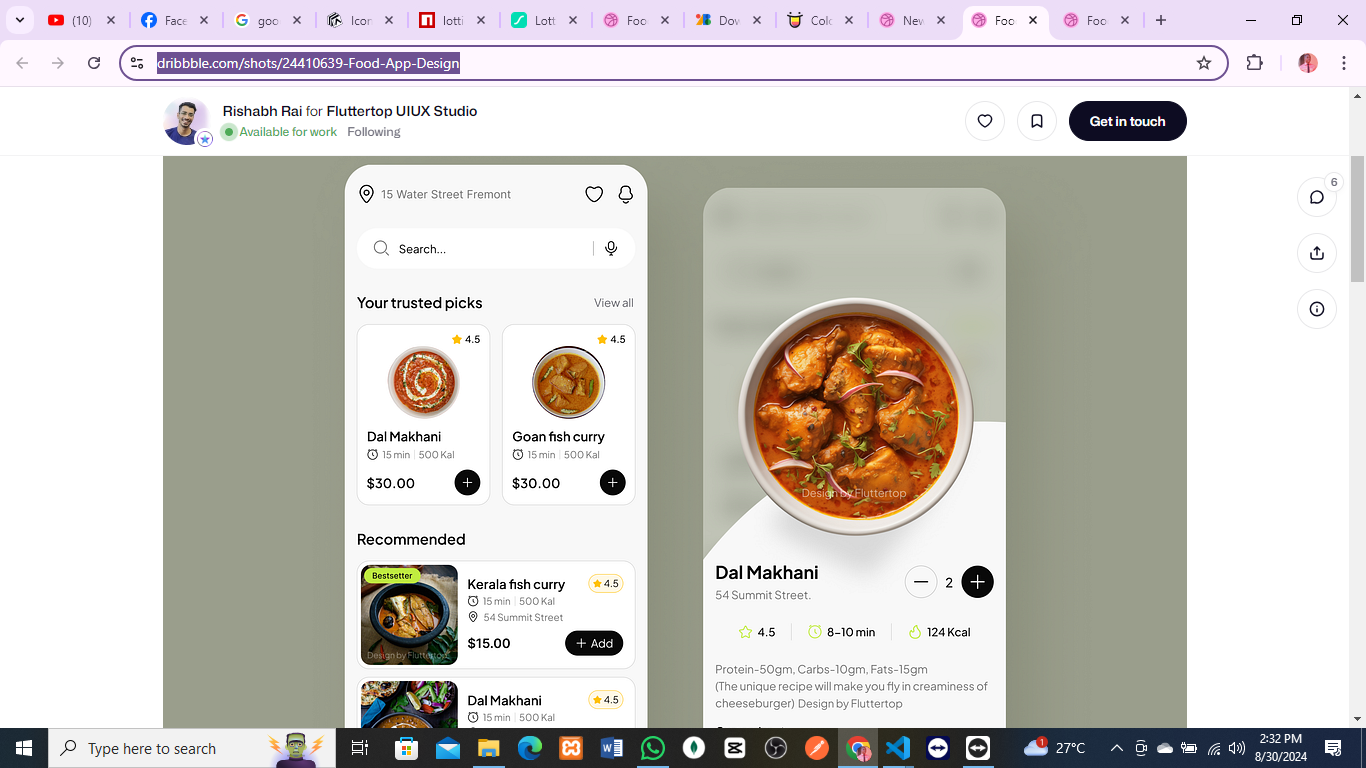 (10)
Face
goo
Icon
lotti
Lott
Foo
Dow
Colo
New
Foo
Foo
dribbble.com/shots/24410639-Food-App-Design
Rishabh Rai for Fluttertop UIUX Studio
Available for work Following
Get in touch
6
15 Water Street Fremont
Search...
Your trusted picks View all
4.5
Dal Makhani
15 min 500 Kal
$30.00
4.5
Goan fish curry
15 min 500 Kal
$30.00
Recommended
Bestsetter
Design by Fluttertop
Kerala fish curry 4.5
15 min 500 Kal
54 Summit Street
$15.00 + Add
Dal Makhani 4.5
15 min 500 Kal
Design by Fluttertop
Dal Makhani
54 Summit Street.
2
4.5 8-10 min 124 Kcal
Protein-50gm, Carbs-10gm, Fats-15gm
(The unique recipe will make you fly in creaminess of
cheeseburger) Design by Fluttertop
Type here to search
1
27°C
2:32 PM
8/30/2024